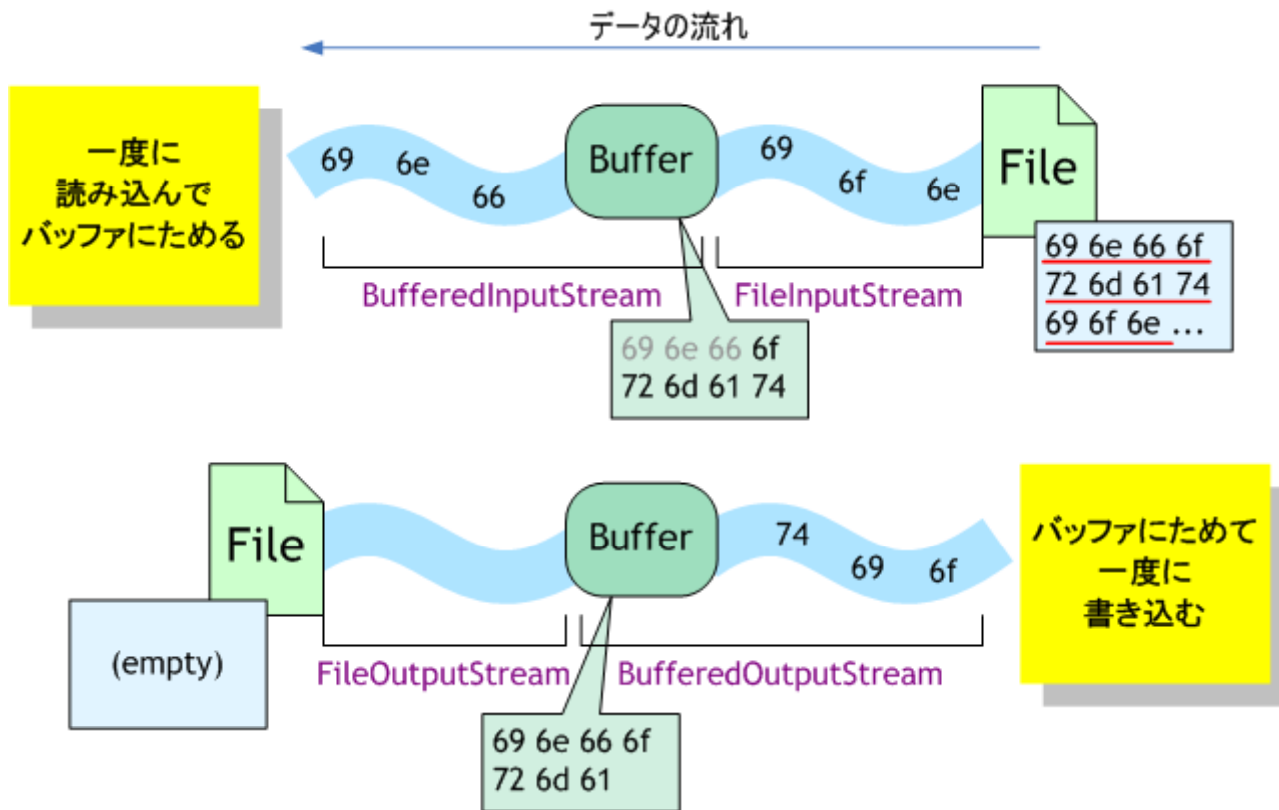 データの流れ
一度に
読み込んで
バッファにためる
69 6e 66
Buffer
69 6f 6e
File
69 6e 66 6f
72 6d 61 74
69 6f 6e ...
BufferedInputStream
FileInputStream
69 6e 66 6f
72 6d 61 74
File
(empty)
Buffer
74 69 6f
バッファにためて
一度に
書き込む
FileOutputStream
BufferedOutputStream
69 6e 66 6f
72 6d 61